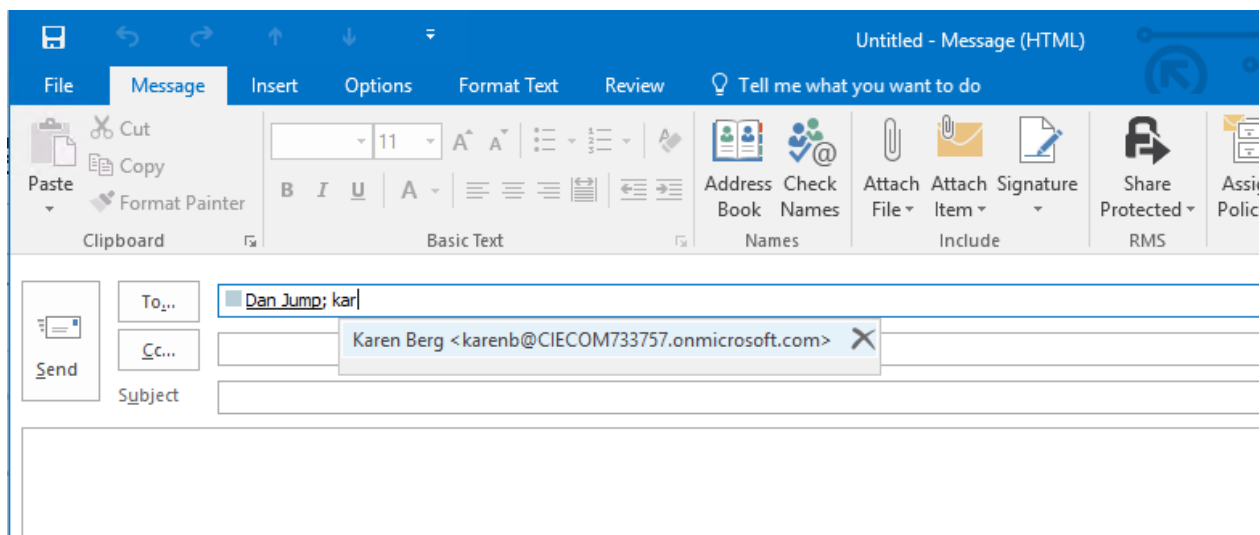 Untitled - Message (HTML)
File Message Insert Options Format Text Review Tell me what you want to do
Paste
Cut
Copy
Format Painter
Clipboard
11
B I U A
Basic Text
Address Book
Check Names
Names
Attach File
Attach Item
Signature
Include
Share Protected
RMS
Send
To...
Dan Jump; kar
Karen Berg <karenb@CIECOM733757.onmicrosoft.com>
Cc...
Subject